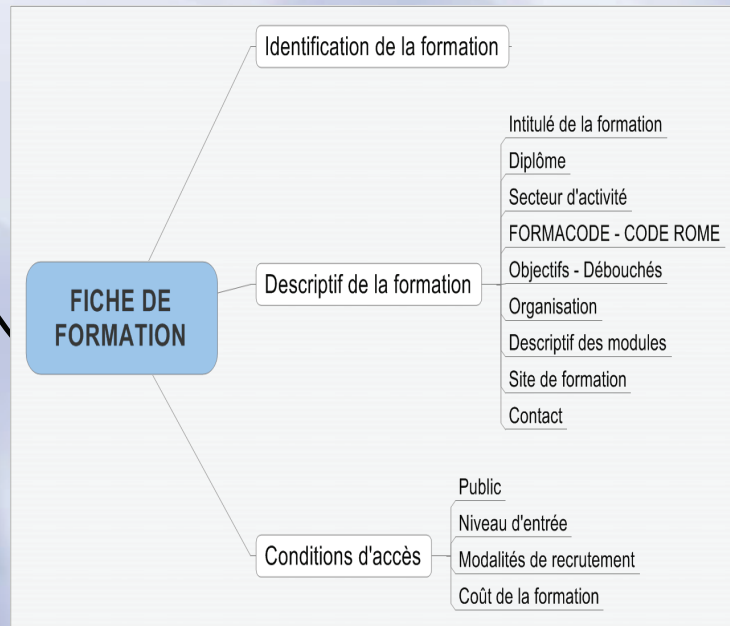 Identification de la formation
FICHE DE
FORMATION
Descriptif de la formation
Intitulé de la formation
Diplôme
Secteur d'activité
FORMACODE - CODE ROME
Objectifs - Débouchés
Organisation
Descriptif des modules
Site de formation
Contact
Conditions d'accès
Public
Niveau d'entrée
Modalités de recrutement
Coût de la formation